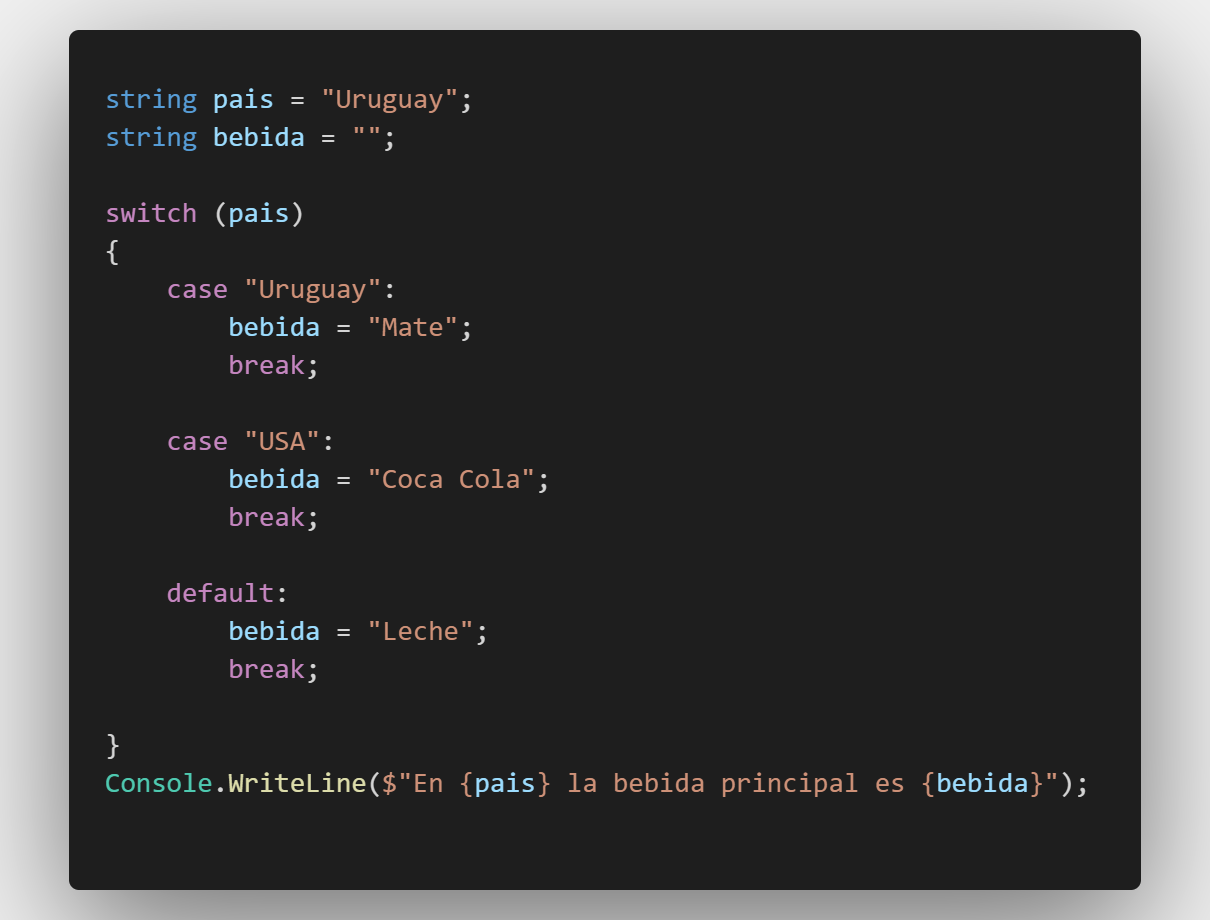 string pais = "Uruguay";
string bebida = "";
switch (pais)
{
    case "Uruguay":
        bebida = "Mate";
        break;
    case "USA":
        bebida = "Coca Cola";
        break;
    default:
        bebida = "Leche";
        break;
}
Console.WriteLine($"En {pais} la bebida principal es {bebida}");